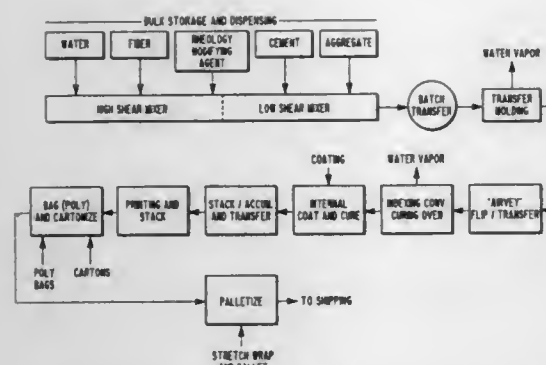 BULK STORAGE AND DISPENSING
WATER
FIBER
RHEOLOGY
MODIFYING
AGENT
CEMENT
AGGREGATE
HIGH SHEAR MIXER
LOW SHEAR MIXER
BATCH
TRANSFER
WATER VAPOR
TRANSFER
HOLDING
COATING
WATER VAPOR
BAG (POLY)
AND CARTONIZE
PRINTING AND
STACK
STACK / ACCUM.
AND TRANSFER
INTERNAL
COAT AND CURE
INDEXING CONV
CURING OVEN
"AIRVEY"
FLIP / TRANSFER
POLY
BAGS
CARTONS
PALLETIZE
TO SHIPPING
STRETCH WRAP